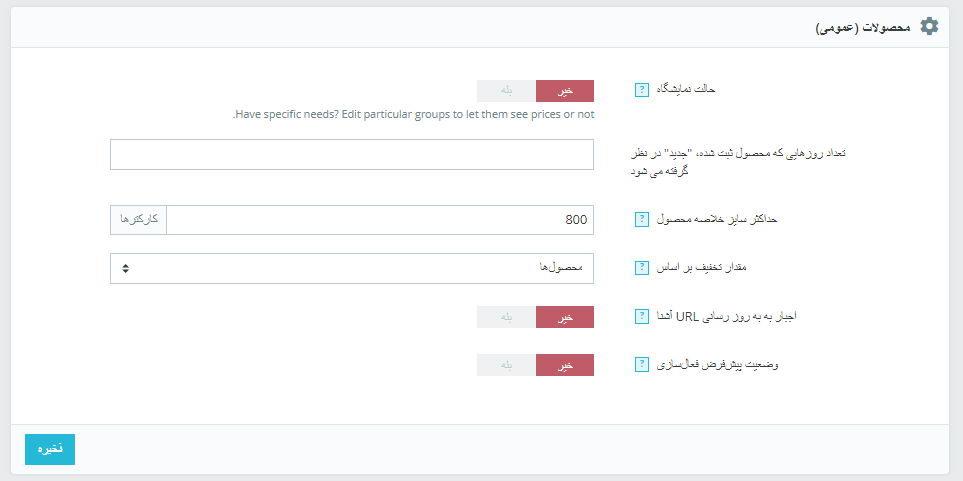 محصولات (عمومی)
حالت نمایشگاه ?
خیر بله
Have specific needs? Edit particular groups to let them see prices or not.
تعداد روزهایی که محصول ثبت شده، "جدید" در نظر
گرفته می شود
حداکثر سایز خلاصه محصول ?
800 کارکترها
مقدار تخفیف بر اساس ?
محصول‌ها
اجبار به به روز رسانی URL آشنا ?
خیر بله
وضعیت پیش‌فرض فعال‌سازی ?
خیر بله
ذخیره